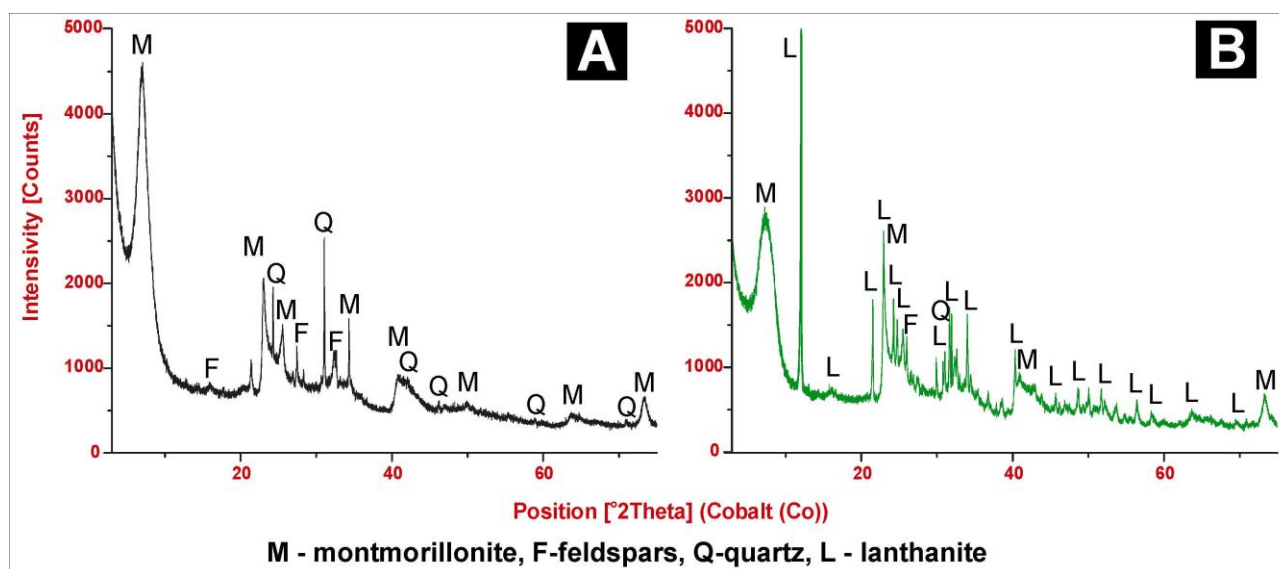 A
B
Intensivity [Counts]
5000
4000
3000
2000
1000
0
20
40
60
M
F
M
Q
M
F
Q
F
M
M
Q
Q
M
Q
M
Q
M
5000
4000
3000
2000
1000
0
20
40
60
M
L
L
L
L
M
L
L
F
L
Q
L
L
L
M
L
L
L
L
L
L
L
M
Position [°2Theta] (Cobalt (Co))
M - montmorillonite, F-feldspars, Q-quartz, L - lanthanite